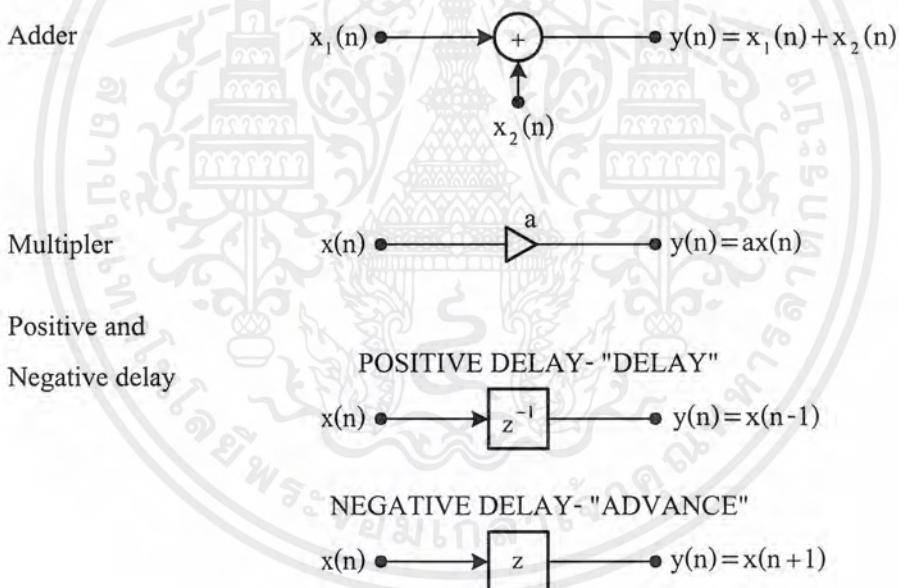 Adder x₁(n) + y(n) = x₁(n) + x₂(n)
x₂(n)
a
Multipler x(n) y(n) = ax(n)
Positive and
Negative delay
POSITIVE DELAY- "DELAY"
x(n) z⁻¹ y(n) = x(n-1)
NEGATIVE DELAY- "ADVANCE"
x(n) z y(n) = x(n+1)